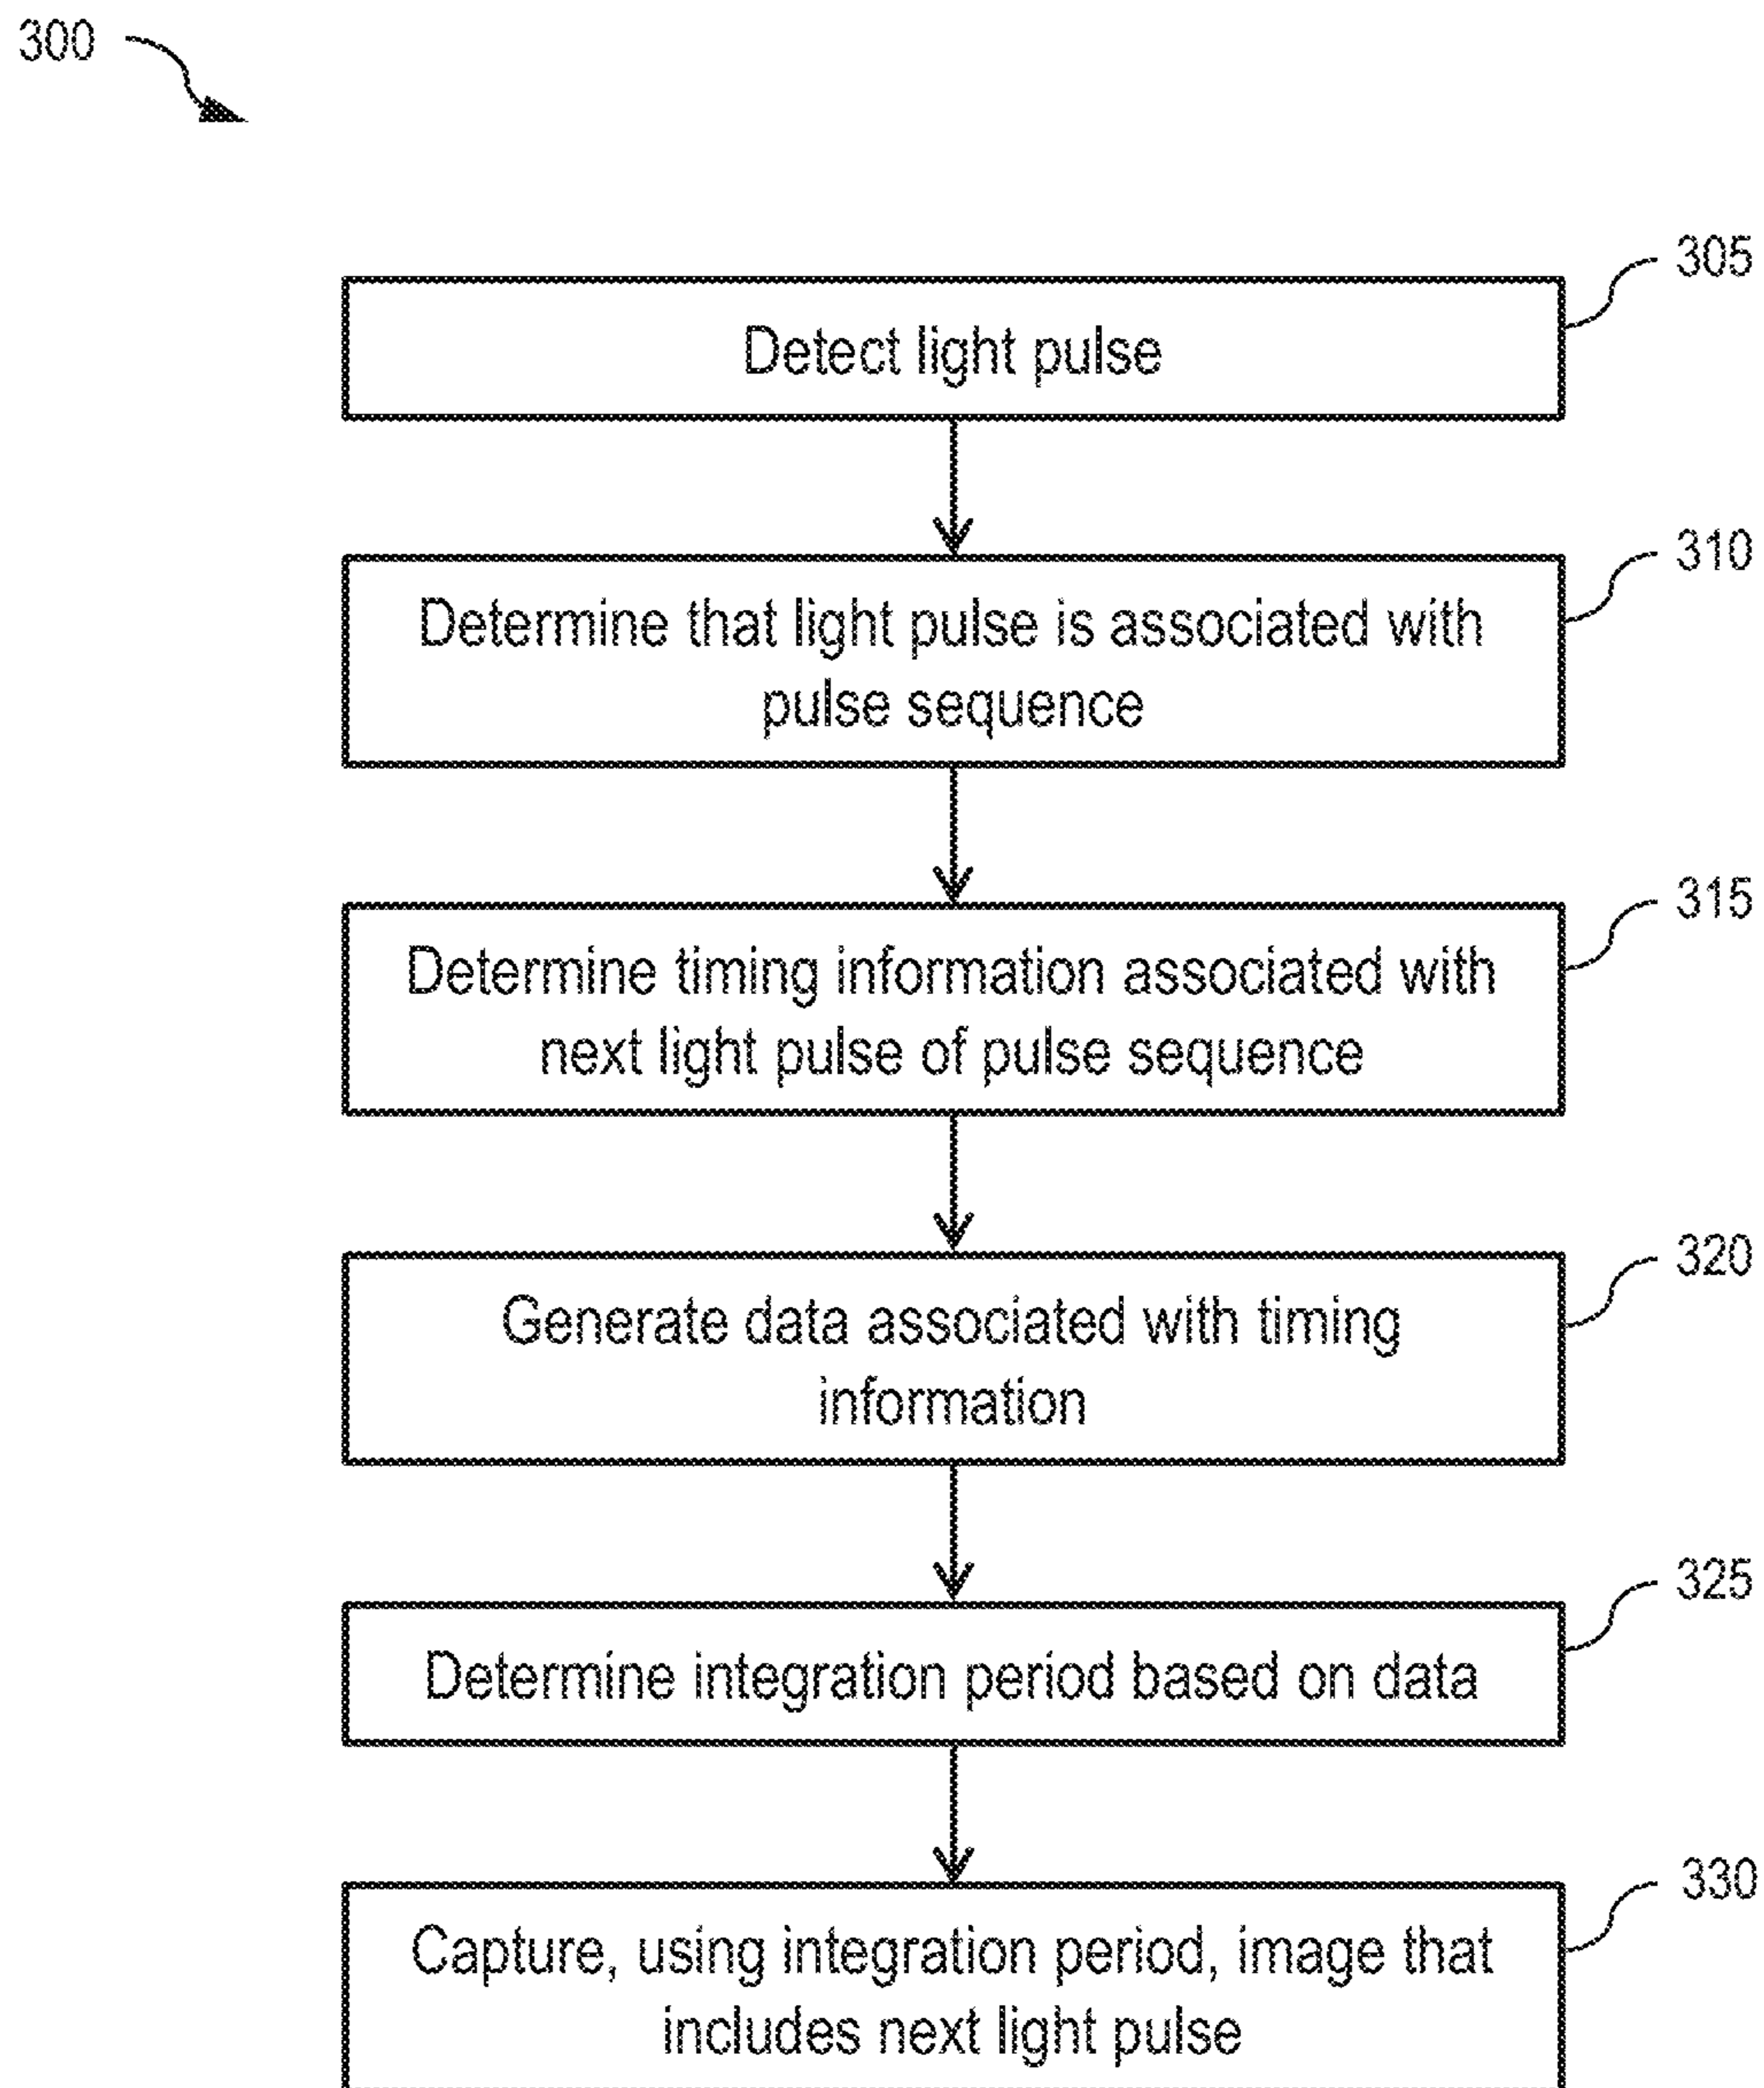 300
305
Detect light pulse
310
Determine that light pulse is associated with
pulse sequence
315
Determine timing information associated with
next light pulse of pulse sequence
320
Generate data associated with timing
information
325
Determine integration period based on data
330
Capture, using integration period, image that
includes next light pulse